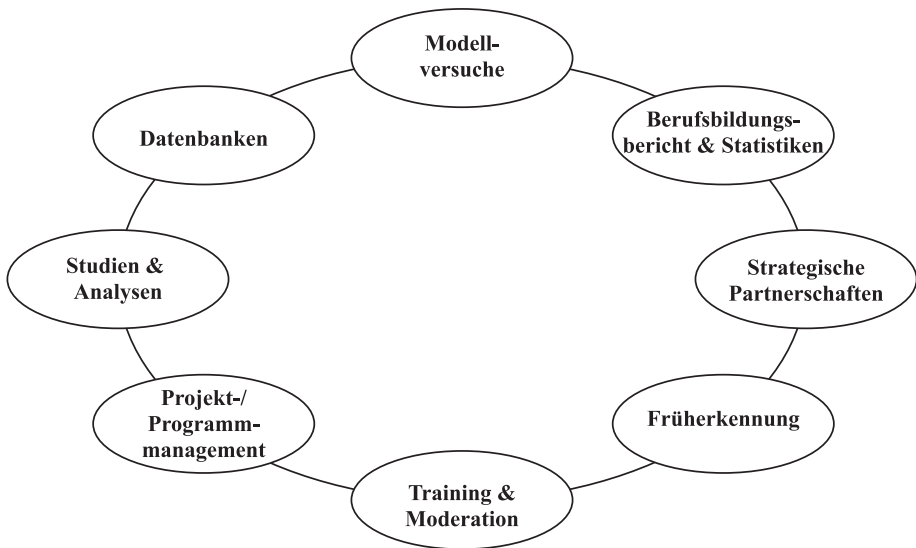 Modell-
versuche
Berufsbildungs-
bericht & Statistiken
Strategische
Partnerschaften
Früherkennung
Training &
Moderation
Projekt-/
Programm-
management
Studien &
Analysen
Datenbanken